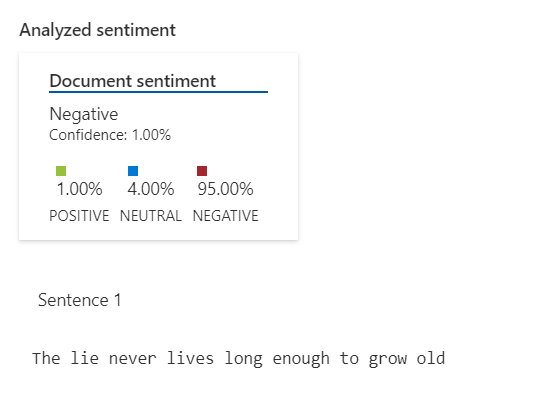 Analyzed sentiment
Document sentiment
Negative
Confidence: 1.00%
1.00% 4.00% 95.00%
POSITIVE NEUTRAL NEGATIVE
Sentence 1
The lie never lives long enough to grow old